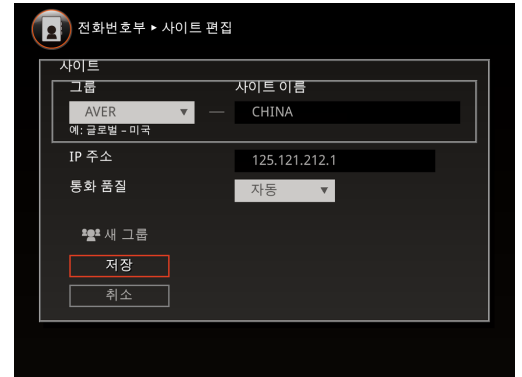 전화번호부 ▸ 사이트 편집
사이트
그룹 사이트 이름
AVER ▼ — CHINA
예: 글로벌 – 미국
IP 주소 125.121.212.1
통화 품질 자동 ▼
새 그룹
저장
취소